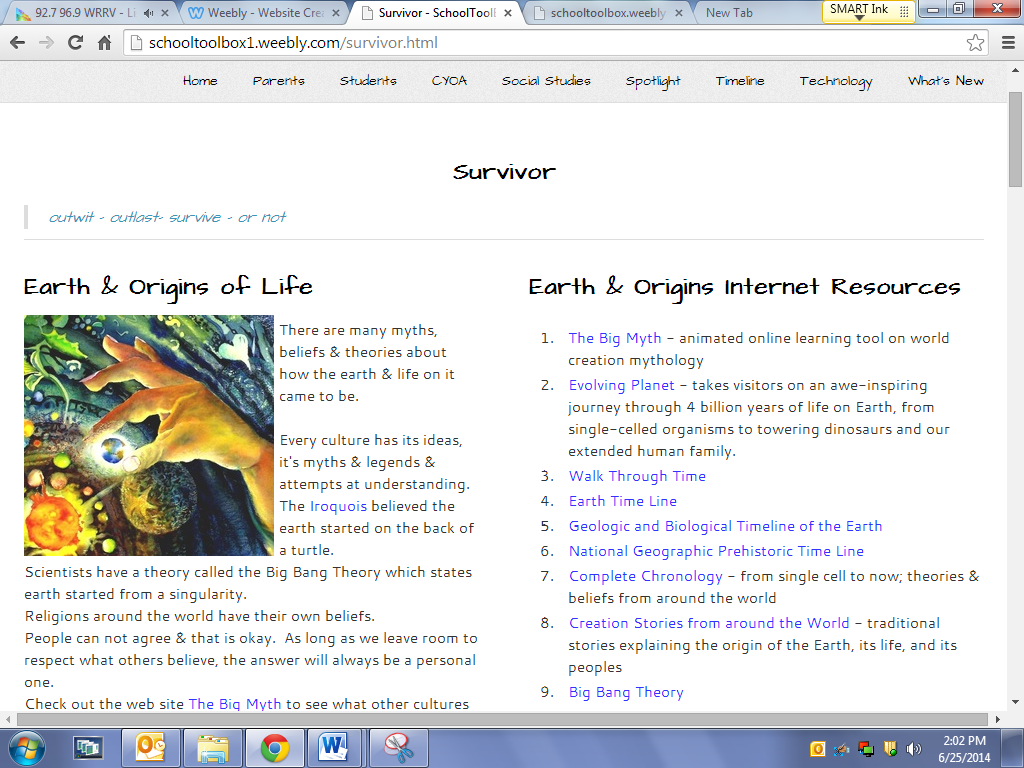 92.7 96.9 WRRV - Li
Weebly - Website Crea
Survivor - SchoolToolB
schooltoolbox.weebly
New Tab
SMART Ink
schooltoolbox1.weebly.com/survivor.html
Home Parents Students CYOA Social Studies Spotlight Timeline Technology What's New
Survivor
outwit - outlast- survive - or not
Earth & Origins of Life
There are many myths,
beliefs & theories about
how the earth & life on it
came to be.
Every culture has its ideas,
it's myths & legends &
attempts at understanding.
The Iroquois believed the
earth started on the back of
a turtle.
Scientists have a theory called the Big Bang Theory which states
earth started from a singularity.
Religions around the world have their own beliefs.
People can not agree & that is okay.  As long as we leave room to
respect what others believe, the answer will always be a personal
one.
Check out the web site The Big Myth to see what other cultures
Earth & Origins Internet Resources
1. The Big Myth - animated online learning tool on world
creation mythology
2. Evolving Planet - takes visitors on an awe-inspiring
journey through 4 billion years of life on Earth, from
single-celled organisms to towering dinosaurs and our
extended human family.
3. Walk Through Time
4. Earth Time Line
5. Geologic and Biological Timeline of the Earth
6. National Geographic Prehistoric Time Line
7. Complete Chronology - from single cell to now; theories &
beliefs from around the world
8. Creation Stories from around the World - traditional
stories explaining the origin of the Earth, its life, and its
peoples
9. Big Bang Theory
2:02 PM
6/25/2014